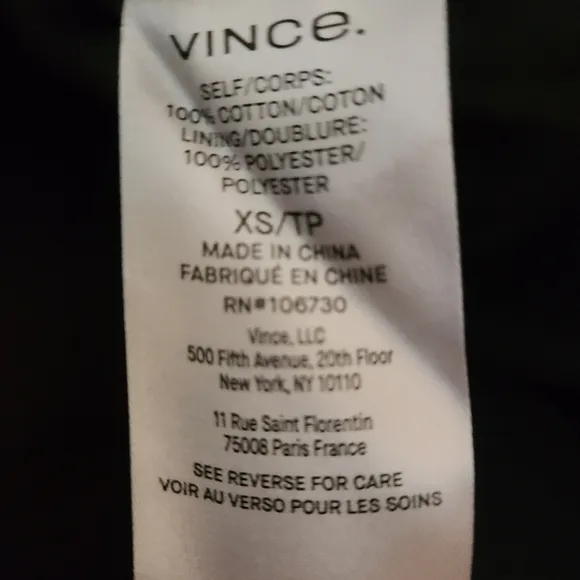 VINCE.
SELF/CORPS:
100% COTTON/COTON
LINING/DOUBLURE:
100% POLYESTER/
POLYESTER
XS/TP
MADE IN CHINA
FABRIQUÉ EN CHINE
RN#106730
Vince, LLC
500 Fifth Avenue, 20th Floor
New York, NY 10110
11 Rue Saint Florentin
75008 Paris France
SEE REVERSE FOR CARE
VOIR AU VERSO POUR LES SOINS